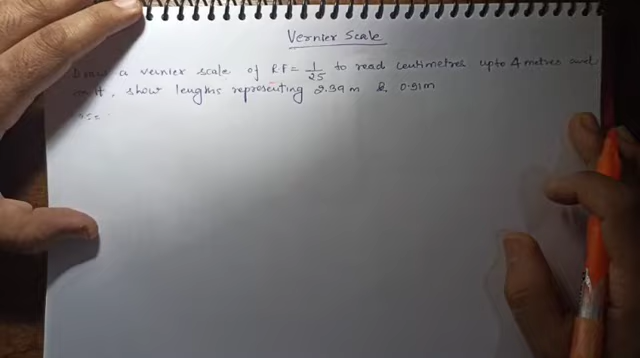 Vernier Scale
Draw a vernier scale of R.F = 1/25 to read centimetres upto 4 metres and
it, show lengths representing 2.39 m & 0.91 m